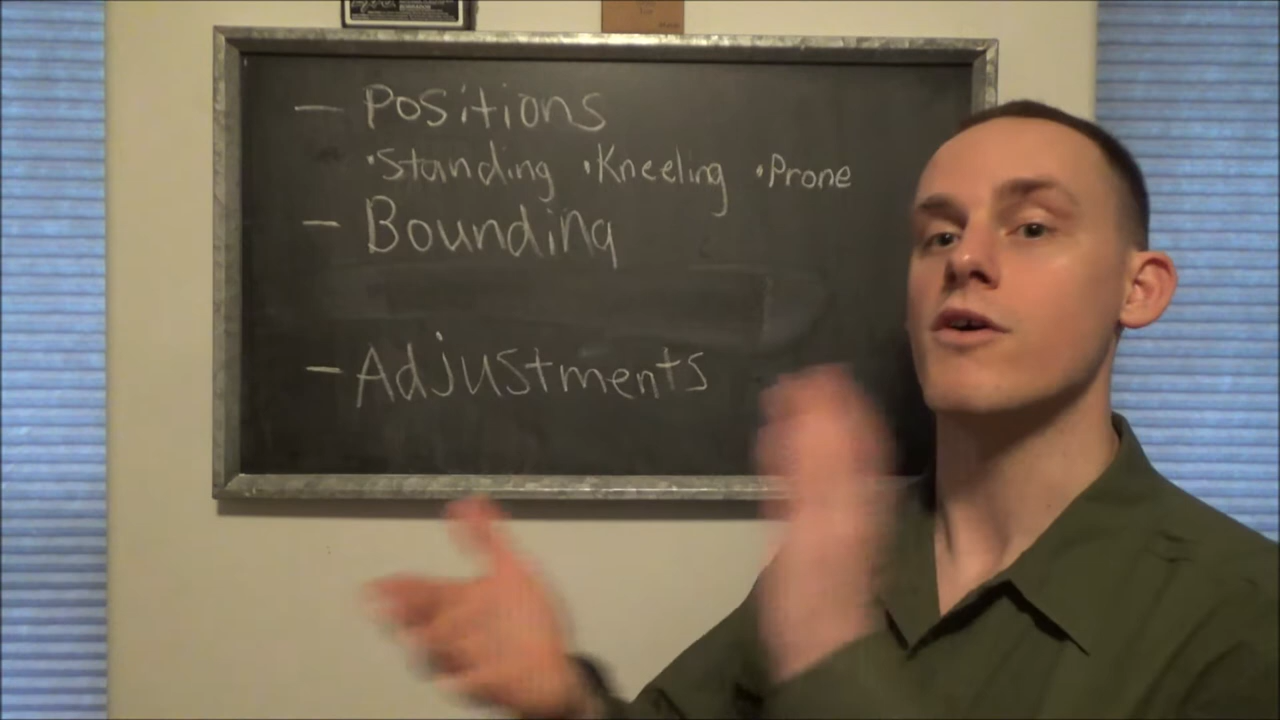 - Positions
•Standing •Kneeling •Prone
- Bounding
- Adjustments